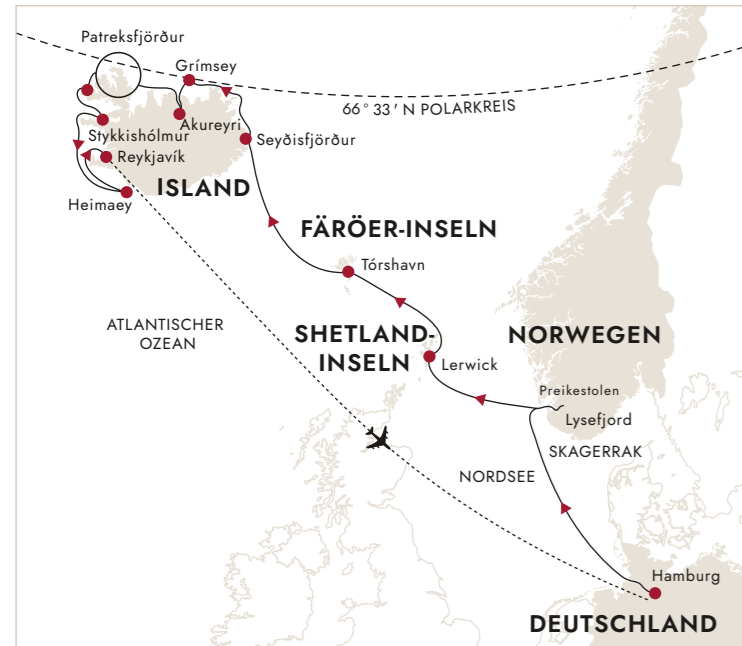 Patreksfjörður
Grímsey
66° 33' N POLARKREIS
Akureyri
Stykkishólmur
Seyðisfjörður
Reykjavík
ISLAND
Heimaey
FÄRÖER-INSELN
Tórshavn
ATLANTISCHER
OZEAN
SHETLAND-
INSELN
NORWEGEN
Lerwick
Preikestolen
Lysefjord
SKAGERRAK
NORDSEE
Hamburg
DEUTSCHLAND